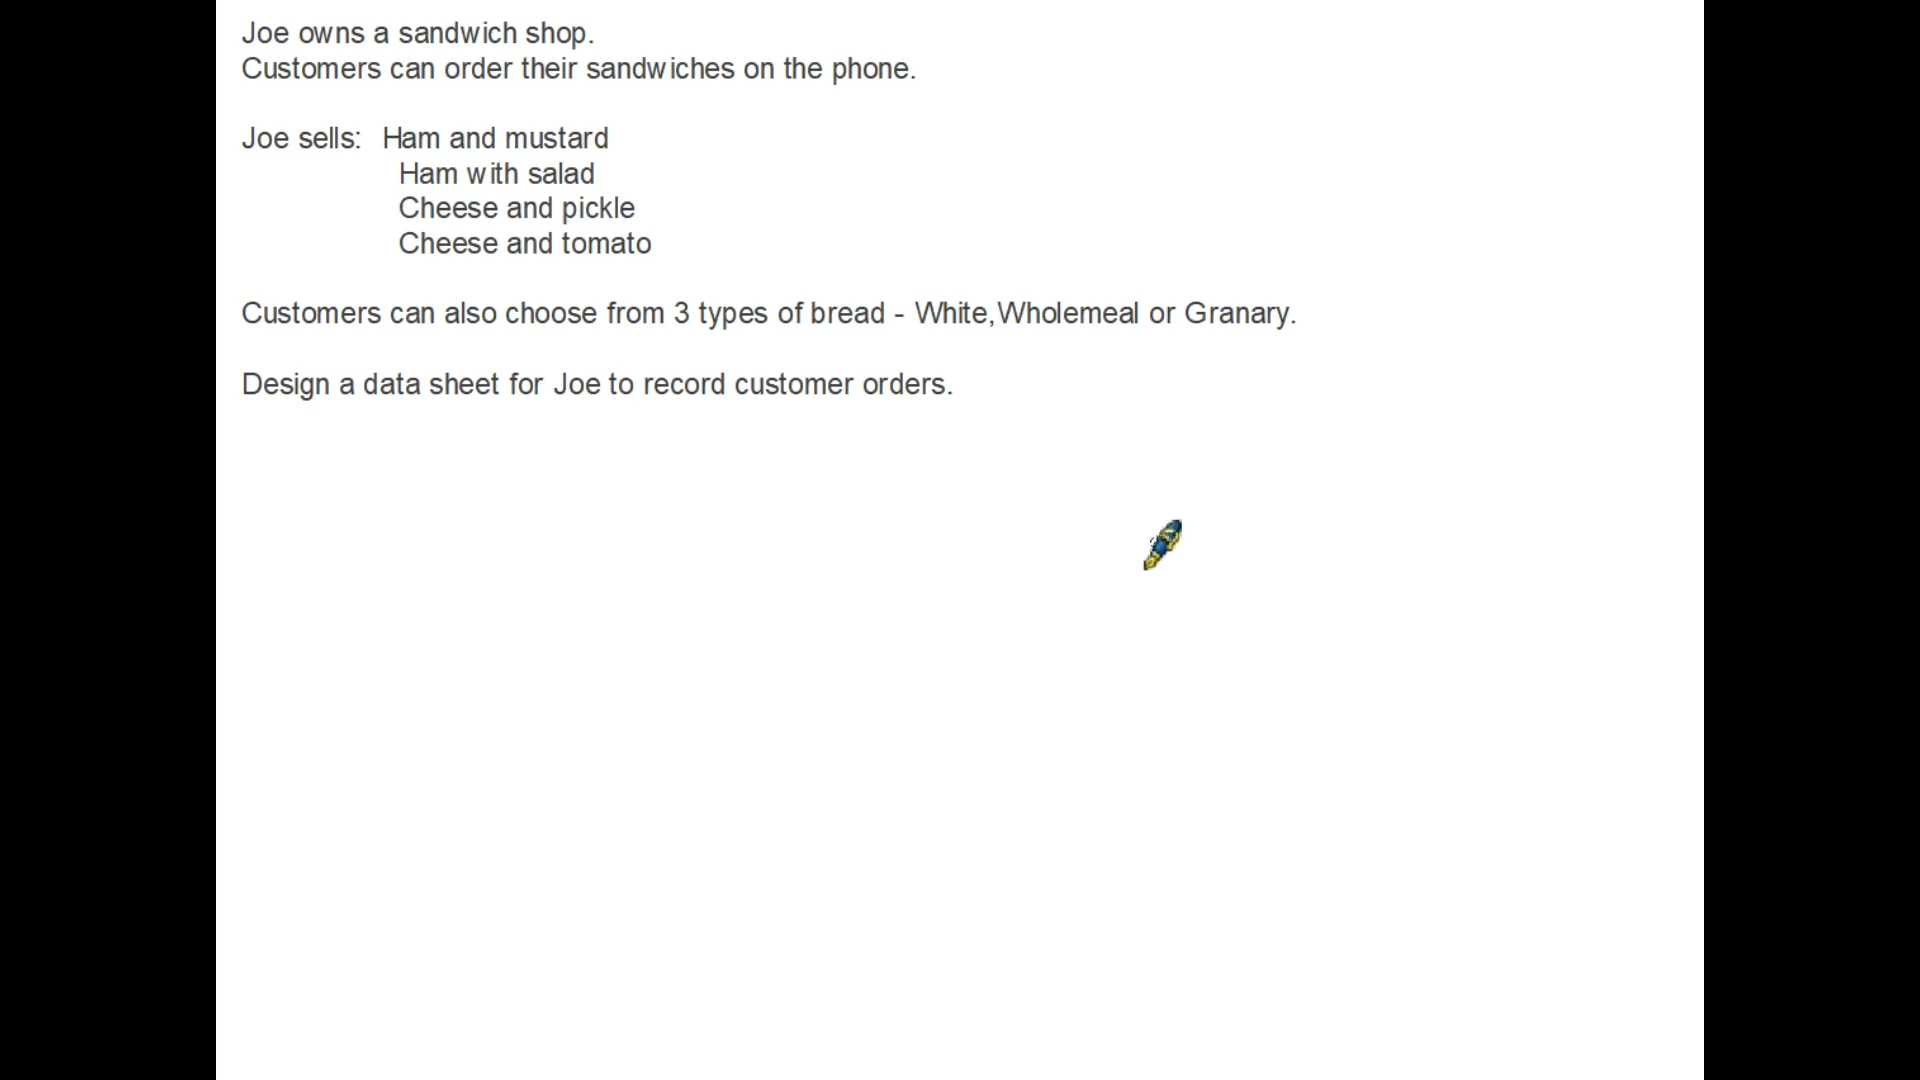 Joe owns a sandwich shop.
Customers can order their sandwiches on the phone.
Joe sells: Ham and mustard
Ham with salad
Cheese and pickle
Cheese and tomato
Customers can also choose from 3 types of bread - White,Wholemeal or Granary.
Design a data sheet for Joe to record customer orders.